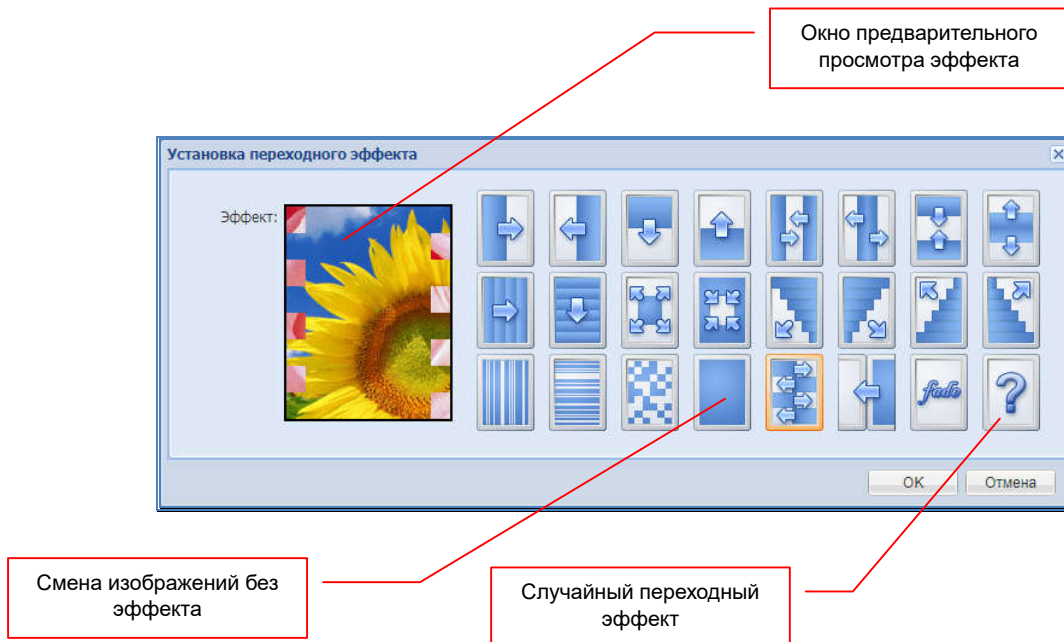 Окно предварительного
просмотра эффекта
Установка переходного эффекта
Эффект:
fade
OK
Отмена
Смена изображений без
эффекта
Случайный переходный
эффект